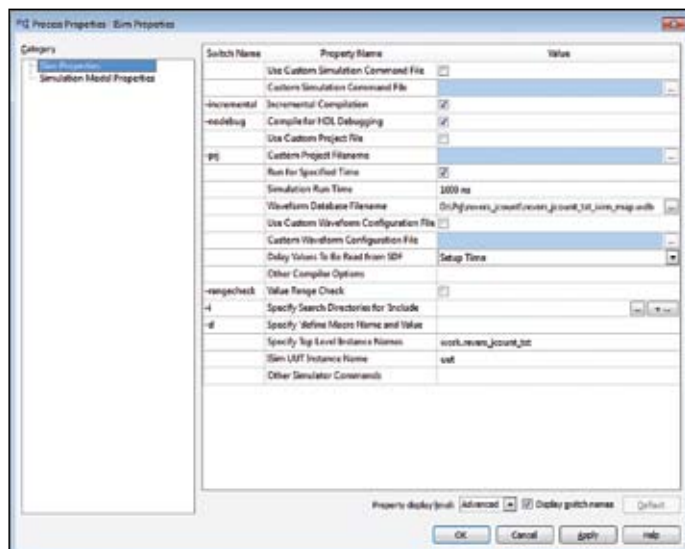 Process Properties - ISim Properties
Category
ISim Properties
Simulation Model Properties
Switch Name Property Name Value
Use Custom Simulation Command File
Custom Simulation Command File ...
-incremental Incremental Compilation
-nodebug Compile for HDL Debugging
Use Custom Project File
-prj Custom Project Filename ...
Run for Specified Time
Simulation Run Time 1000 ns
Waveform Database Filename ...
Use Custom Waveform Configuration File
Custom Waveform Configuration File ...
Delay Values To Be Read from SDF Setup Time
Other Compiler Options
-rangecheck Value Range Check
-i Specify Search Directories for 'Include
-d Specify 'define Macro Name and Value
Specify Top Level Instance Names work.revers_jcount_tst
ISim UUT Instance Name uut
Other Simulator Commands
Property display level: Advanced Display switch names Default
OK Cancel Apply Help